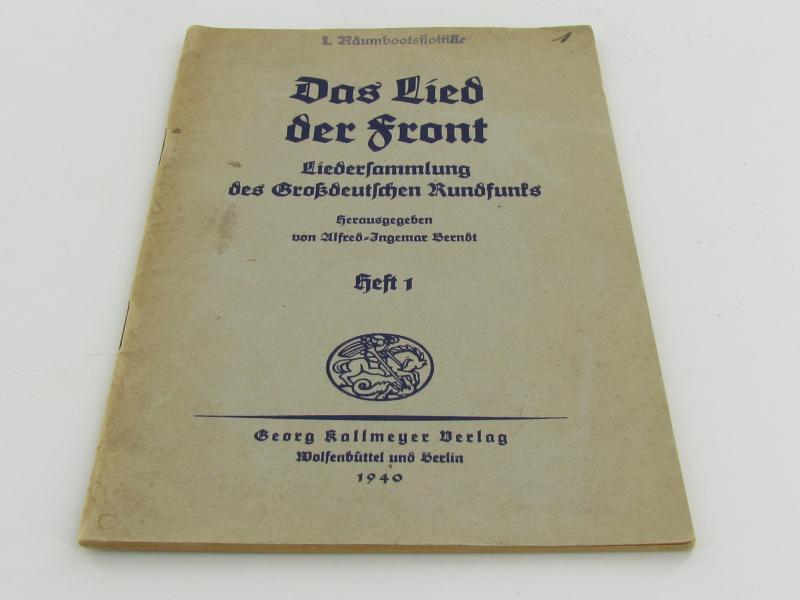 1. Räumbootsflottille
1
Das Lied
der Front
Liedersammlung
des Großdeutschen Rundfunks
Herausgegeben
von Alfred-Ingemar Berndt
Heft 1
Georg Kallmeyer Verlag
Wolfenbüttel und Berlin
1940